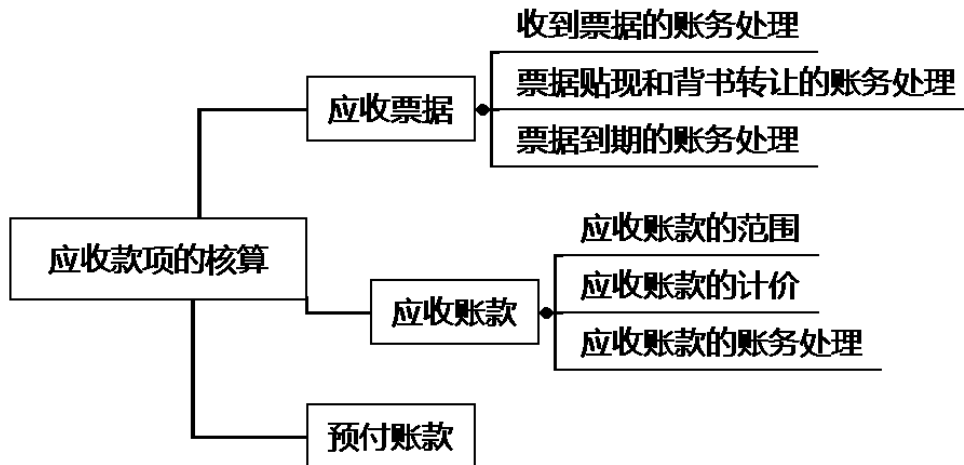 收到票据的账务处理
应收票据
票据贴现和背书转让的账务处理
票据到期的账务处理
应收款项的核算
应收账款的范围
应收账款
应收账款的计价
应收账款的账务处理
预付账款